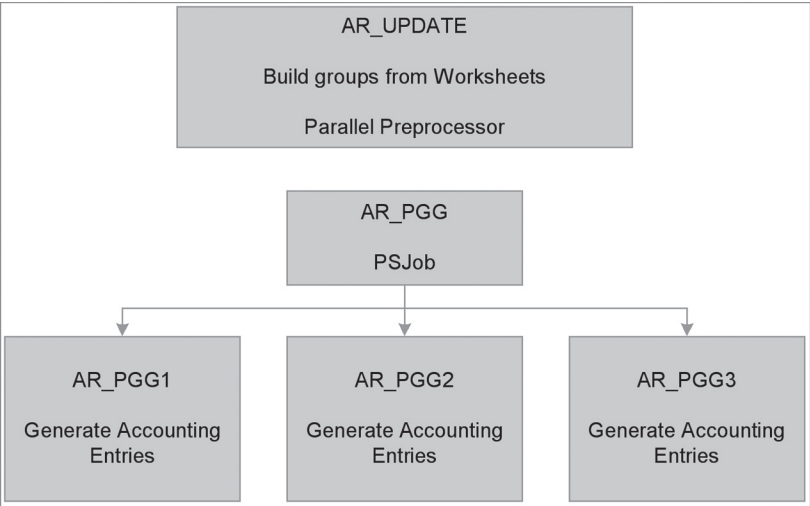 AR_UPDATE
Build groups from Worksheets
Parallel Preprocessor
AR_PGG
PSJob
AR_PGG1
Generate Accounting
Entries
AR_PGG2
Generate Accounting
Entries
AR_PGG3
Generate Accounting
Entries